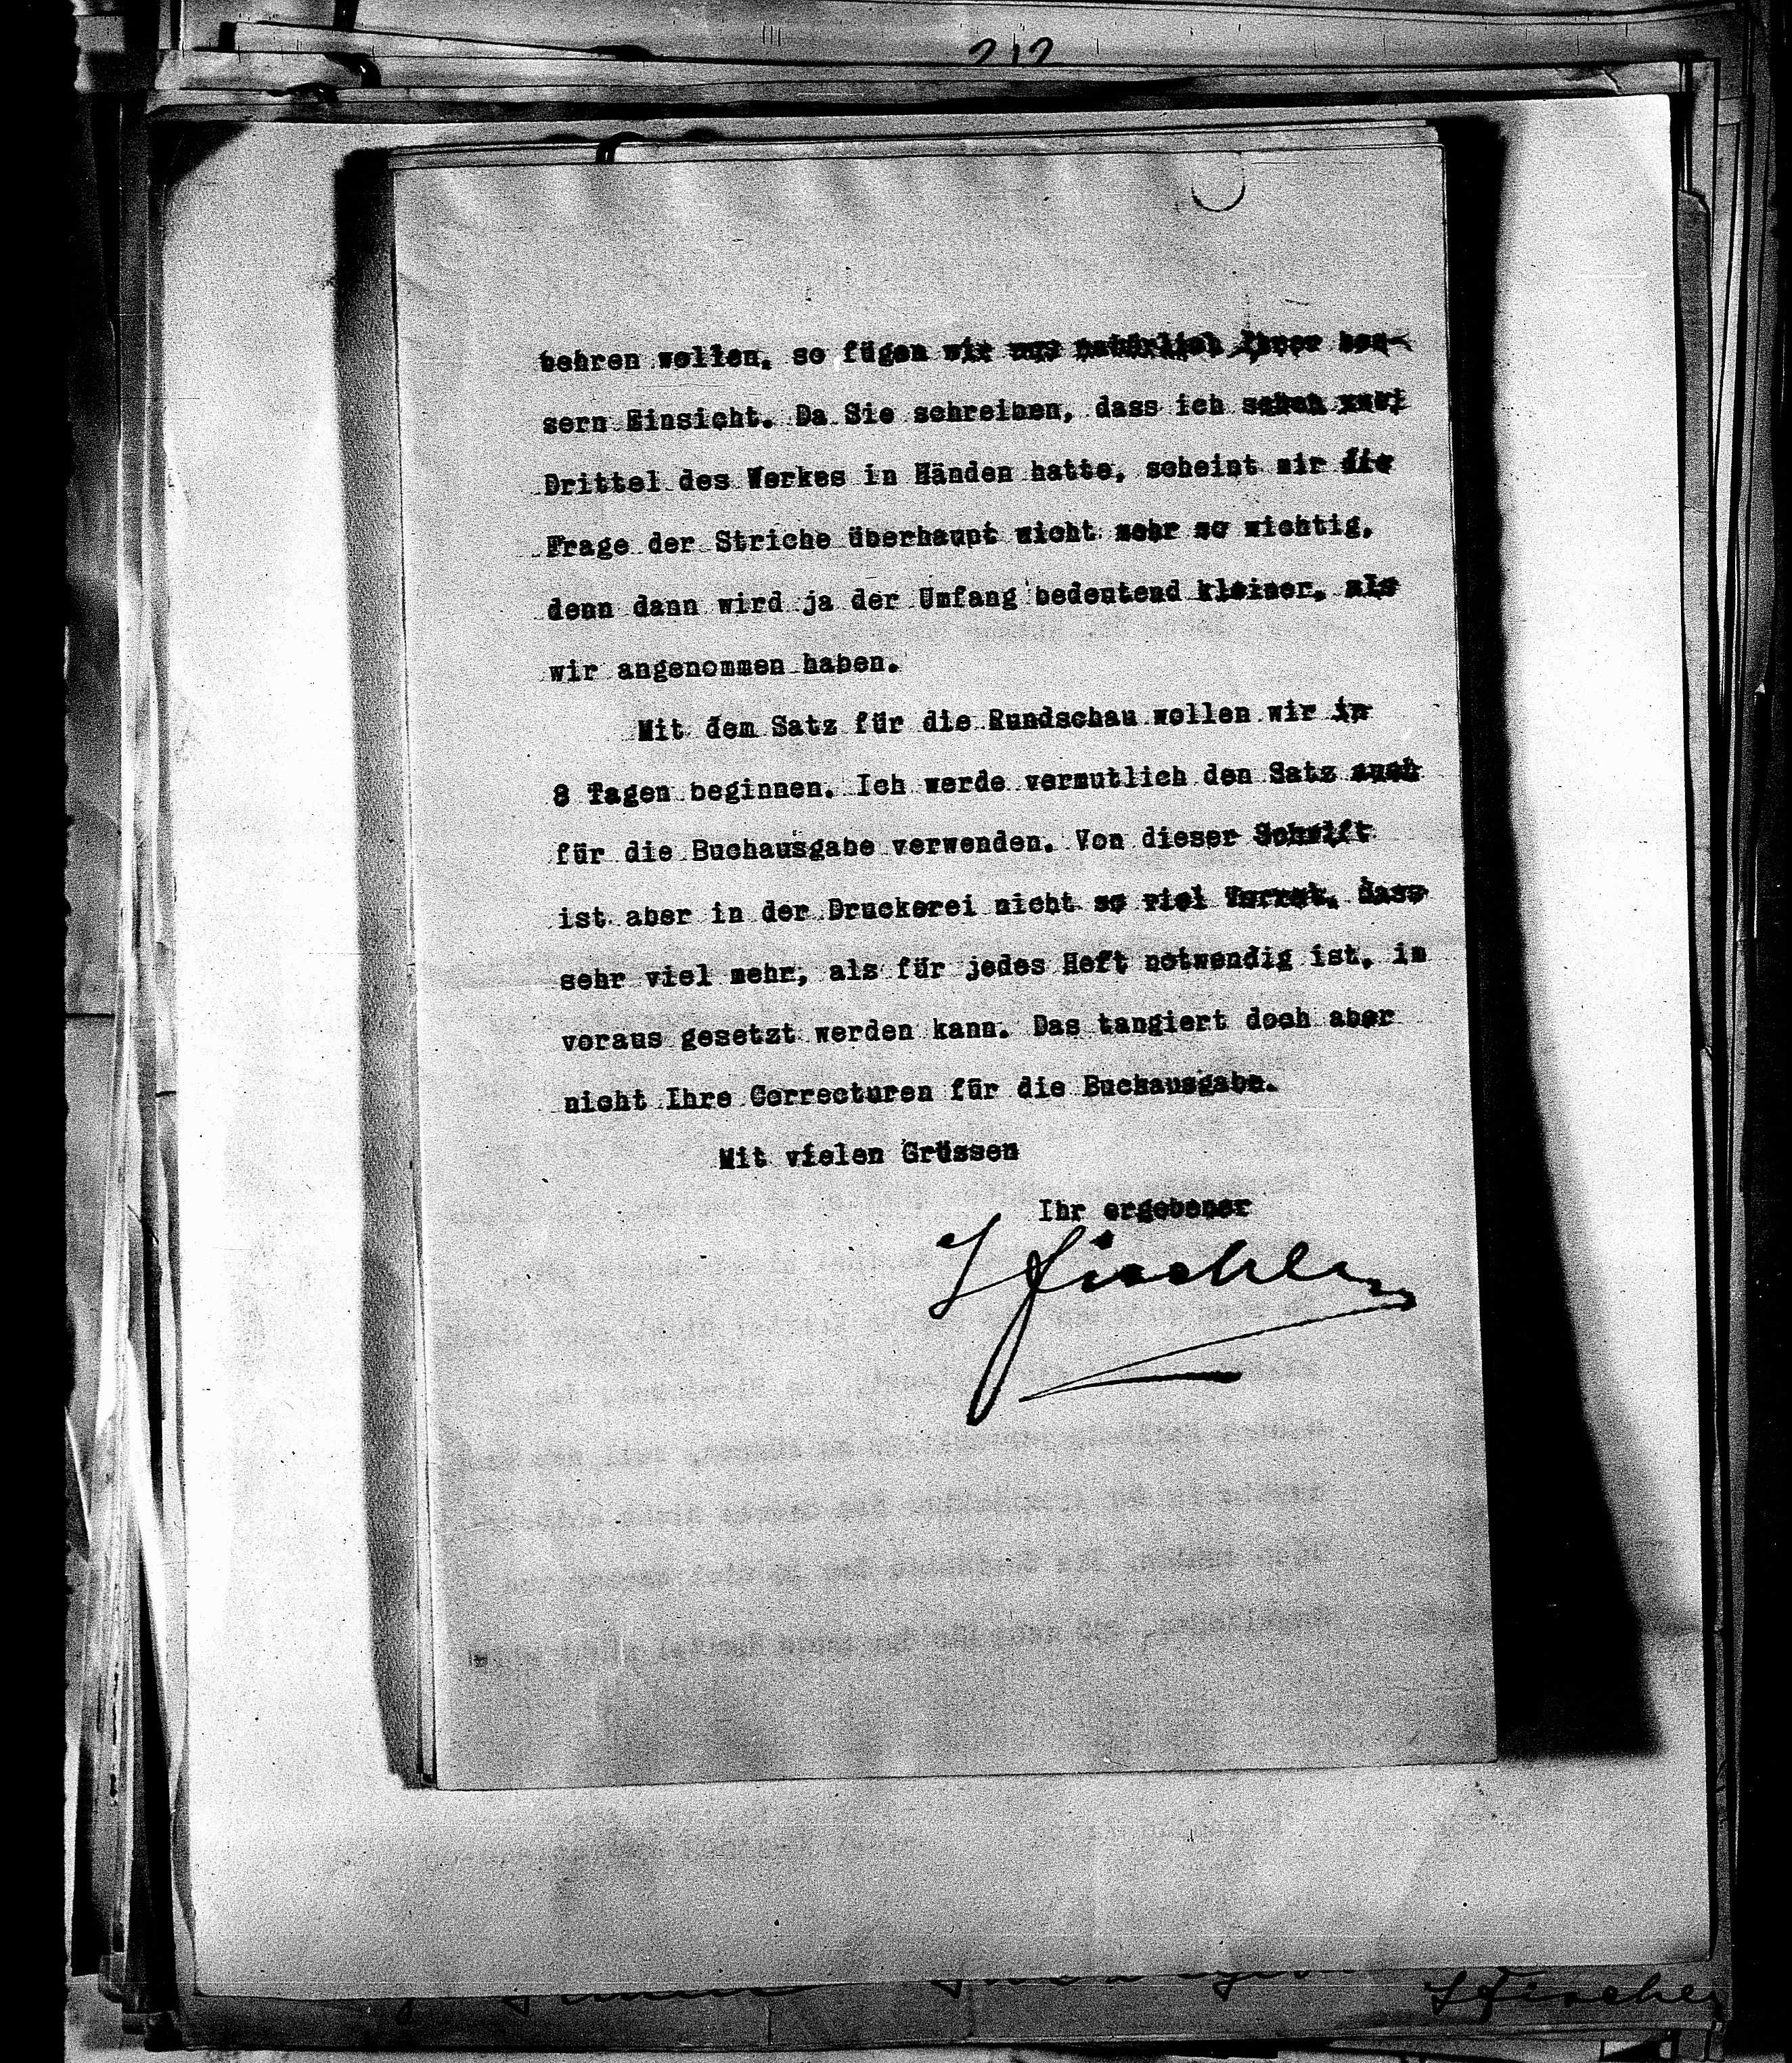 212
behren wollen, so fügen wir uns natürlich Ihrer bes-
sern Einsicht. Da Sie schreiben, dass ich schon zwei
Drittel des Werkes in Händen hatte, scheint mir die
Frage der Striche überhaupt nicht mehr so wichtig,
denn dann wird ja der Umfang bedeutend kleiner, als
wir angenommen haben.
Mit dem Satz für die Rundschau wollen wir in
8 Tagen beginnen. Ich werde vermutlich den Satz auch
für die Buchausgabe verwenden. Von dieser Schrift
ist aber in der Druckerei nicht so viel Vorrat, dass
sehr viel mehr, als für jedes Heft notwendig ist, im
voraus gesetzt werden kann. Das tangiert doch aber
nicht Ihre Correcturen für die Buchausgabe.
Mit vielen Grüssen
Ihr ergebener
SFischer
SFischer